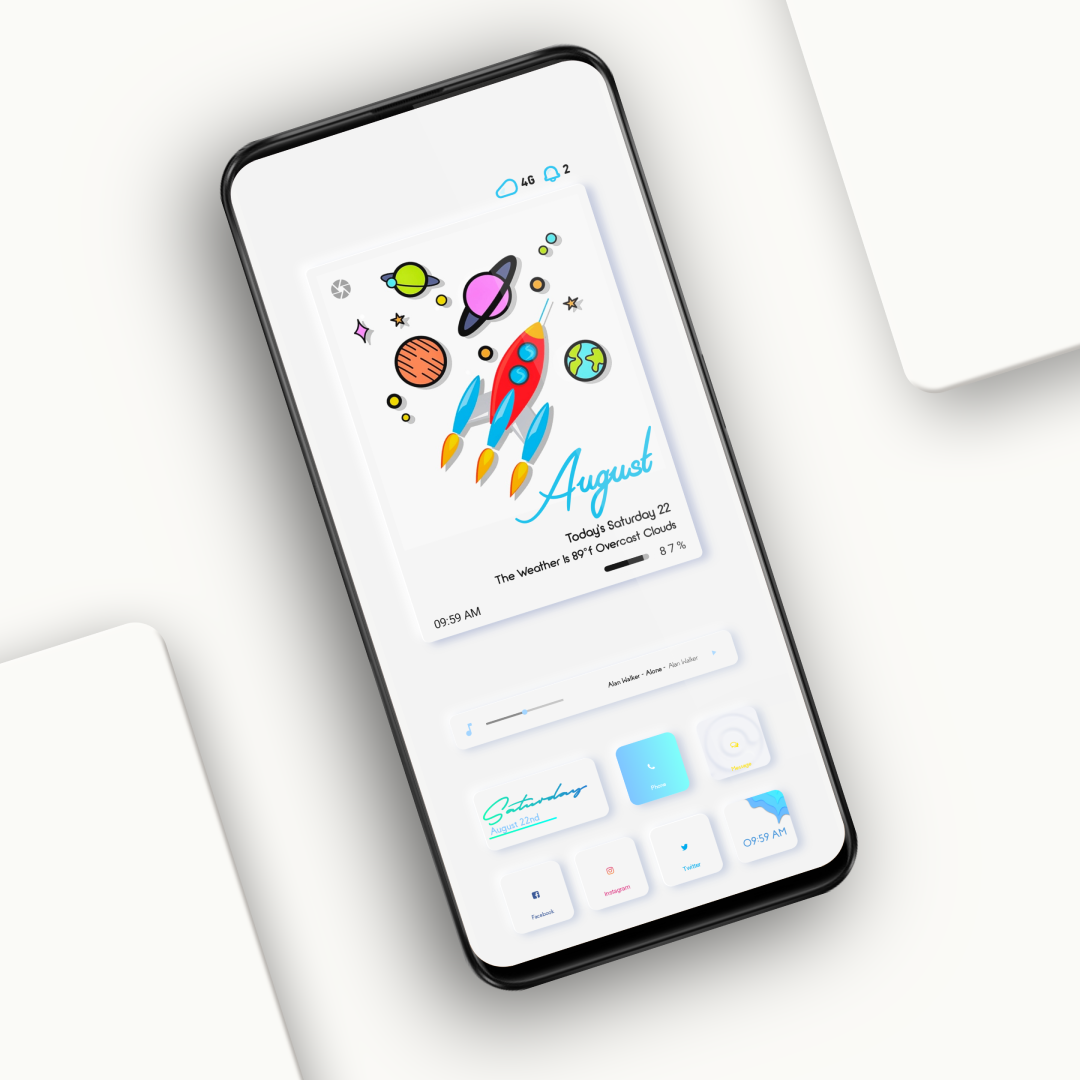 4G 2
August
Today's Saturday 22
The Weather Is 89°f Overcast Clouds
87%
09:59 AM
Alan Walker - Alone - Alan Walker
Saturday
August 22nd
Phone
Facebook
Instagram
Twitter
09:59 AM